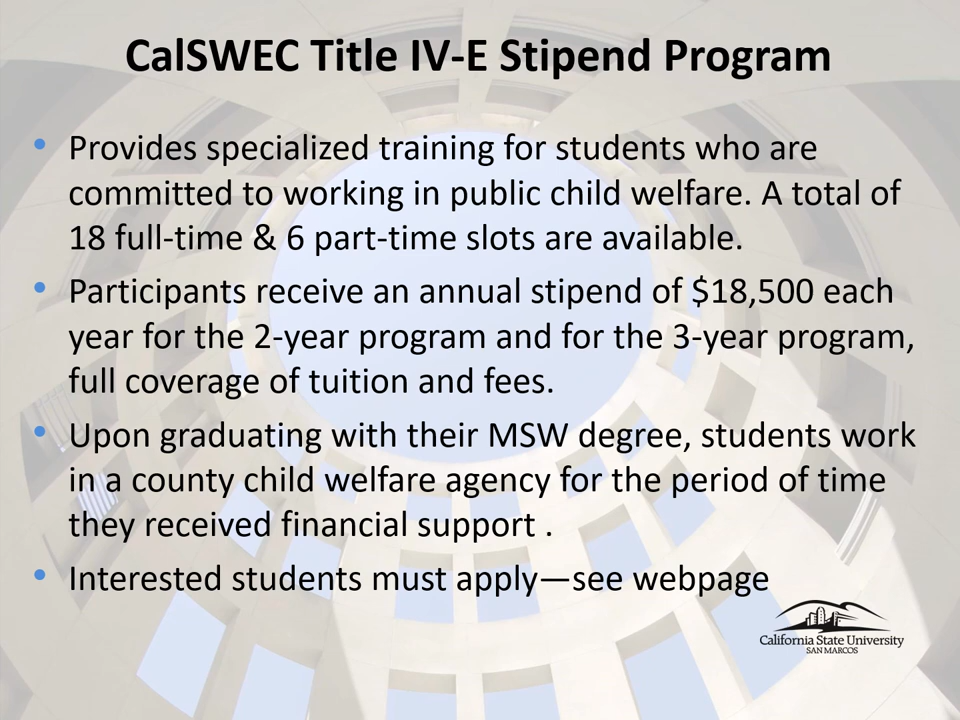 CalSWEC Title IV-E Stipend Program
• Provides specialized training for students who are
committed to working in public child welfare. A total of
18 full-time & 6 part-time slots are available.
• Participants receive an annual stipend of $18,500 each
year for the 2-year program and for the 3-year program,
full coverage of tuition and fees.
• Upon graduating with their MSW degree, students work
in a county child welfare agency for the period of time
they received financial support .
• Interested students must apply—see webpage
California State University
SAN MARCOS